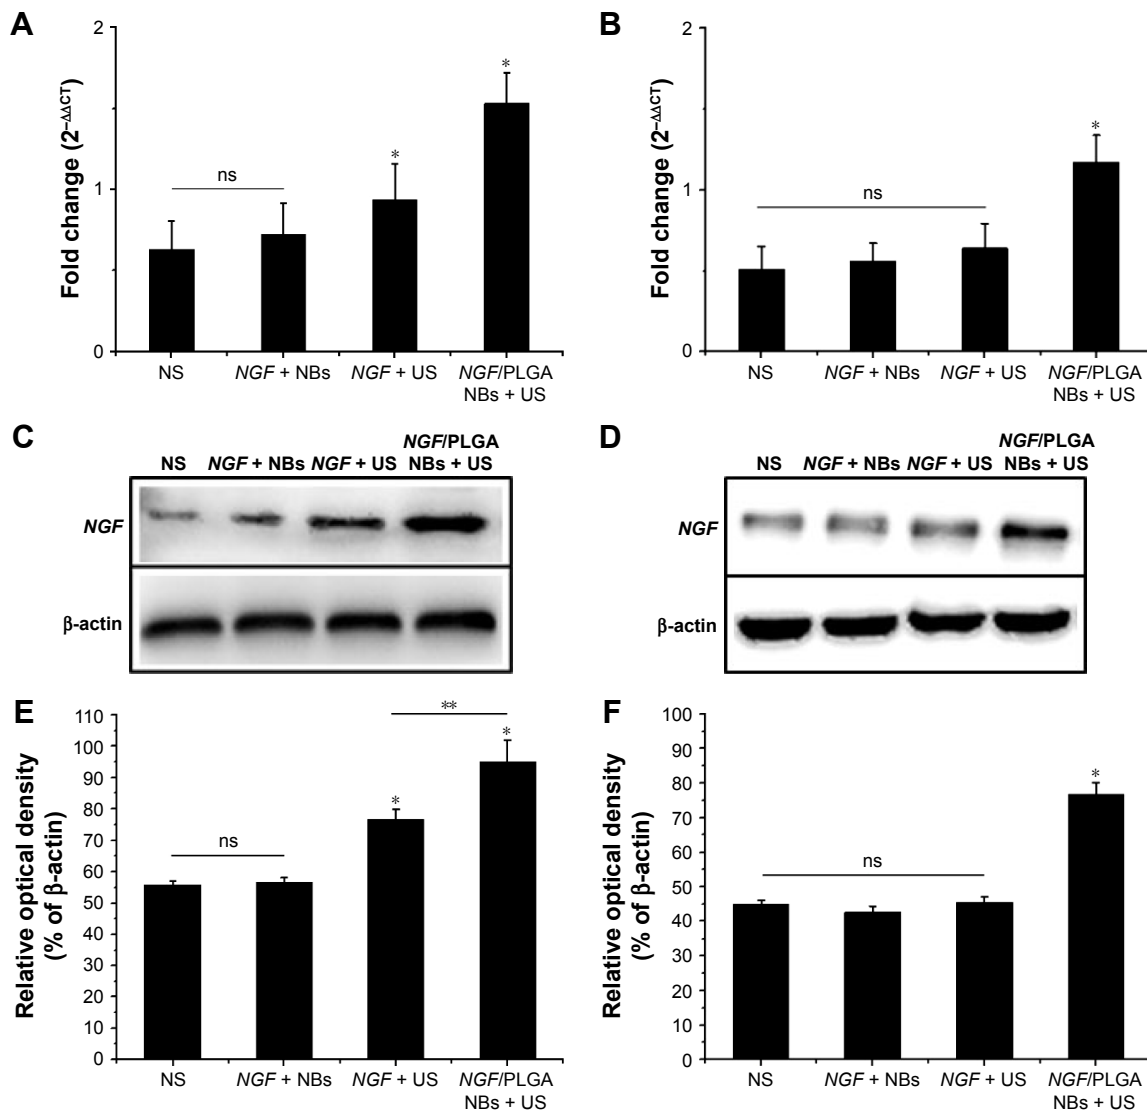 A
Fold change (2⁻ΔΔCT)
2
1
0
ns
*
*
NS
NGF + NBs
NGF + US
NGF/PLGA
NBs + US
B
Fold change (2⁻ΔΔCT)
2
1
0
ns
*
NS
NGF + NBs
NGF + US
NGF/PLGA
NBs + US
C
NS
NGF + NBs
NGF + US
NGF/PLGA
NBs + US
NGF
β-actin
D
NS
NGF + NBs
NGF + US
NGF/PLGA
NBs + US
NGF
β-actin
E
Relative optical density
(% of β-actin)
110
100
90
80
70
60
50
40
30
20
10
0
ns
*
**
*
NS
NGF + NBs
NGF + US
NGF/PLGA
NBs + US
F
Relative optical density
(% of β-actin)
100
90
80
70
60
50
40
30
20
10
0
ns
*
NS
NGF + NBs
NGF + US
NGF/PLGA
NBs + US